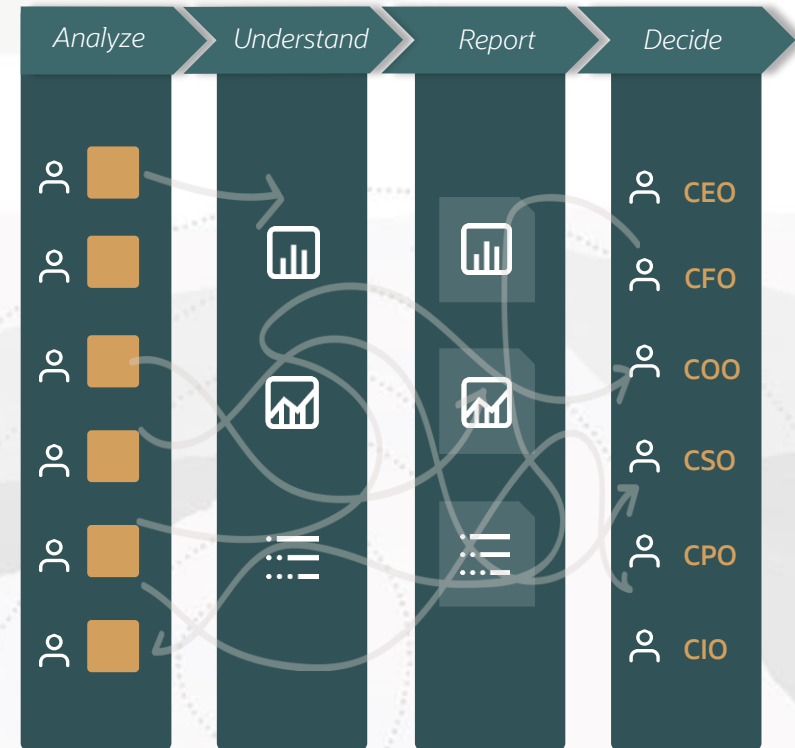 Analyze
Understand
Report
Decide
CEO
CFO
COO
CSO
CPO
CIO